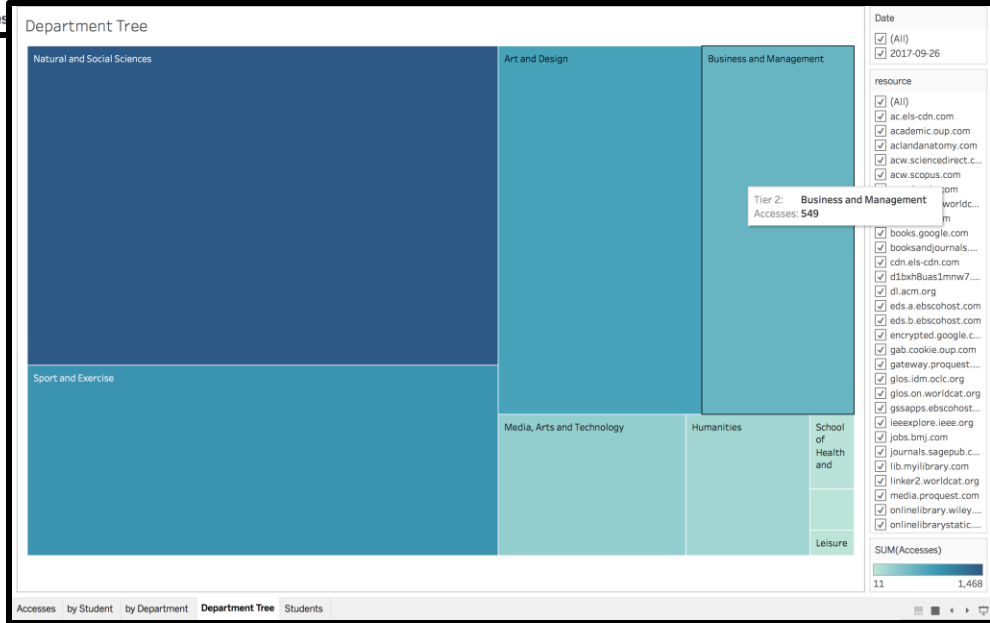 Department Tree
Natural and Social Sciences
Art and Design
Business and Management
Tier 2: Business and Management
Accesses: 549
Sport and Exercise
Media, Arts and Technology
Humanities
School
of
Health
and
Leisure
Date
(All)
2017-09-26
resource
(All)
ac.els-cdn.com
academic.oup.com
aclandanatomy.com
acw.sciencedirect.c...
acw.scopus.com
books.google.com
booksandjournals....
cdn.els-cdn.com
d1bxh8uas1mnw7....
dl.acm.org
eds.a.ebscohost.com
eds.b.ebscohost.com
encrypted.google.c...
gab.cookie.oup.com
gateway.proquest....
glos.idm.oclc.org
glos.on.worldcat.org
gssapps.ebscohost...
ieeexplore.ieee.org
jobs.bmj.com
journals.sagepub.c...
lib.myilibrary.com
linker2.worldcat.org
media.proquest.com
onlinelibrary.wiley....
onlinelibrarystatic....
SUM(Accesses)
11 1,468
Accesses by Student by Department Department Tree Students